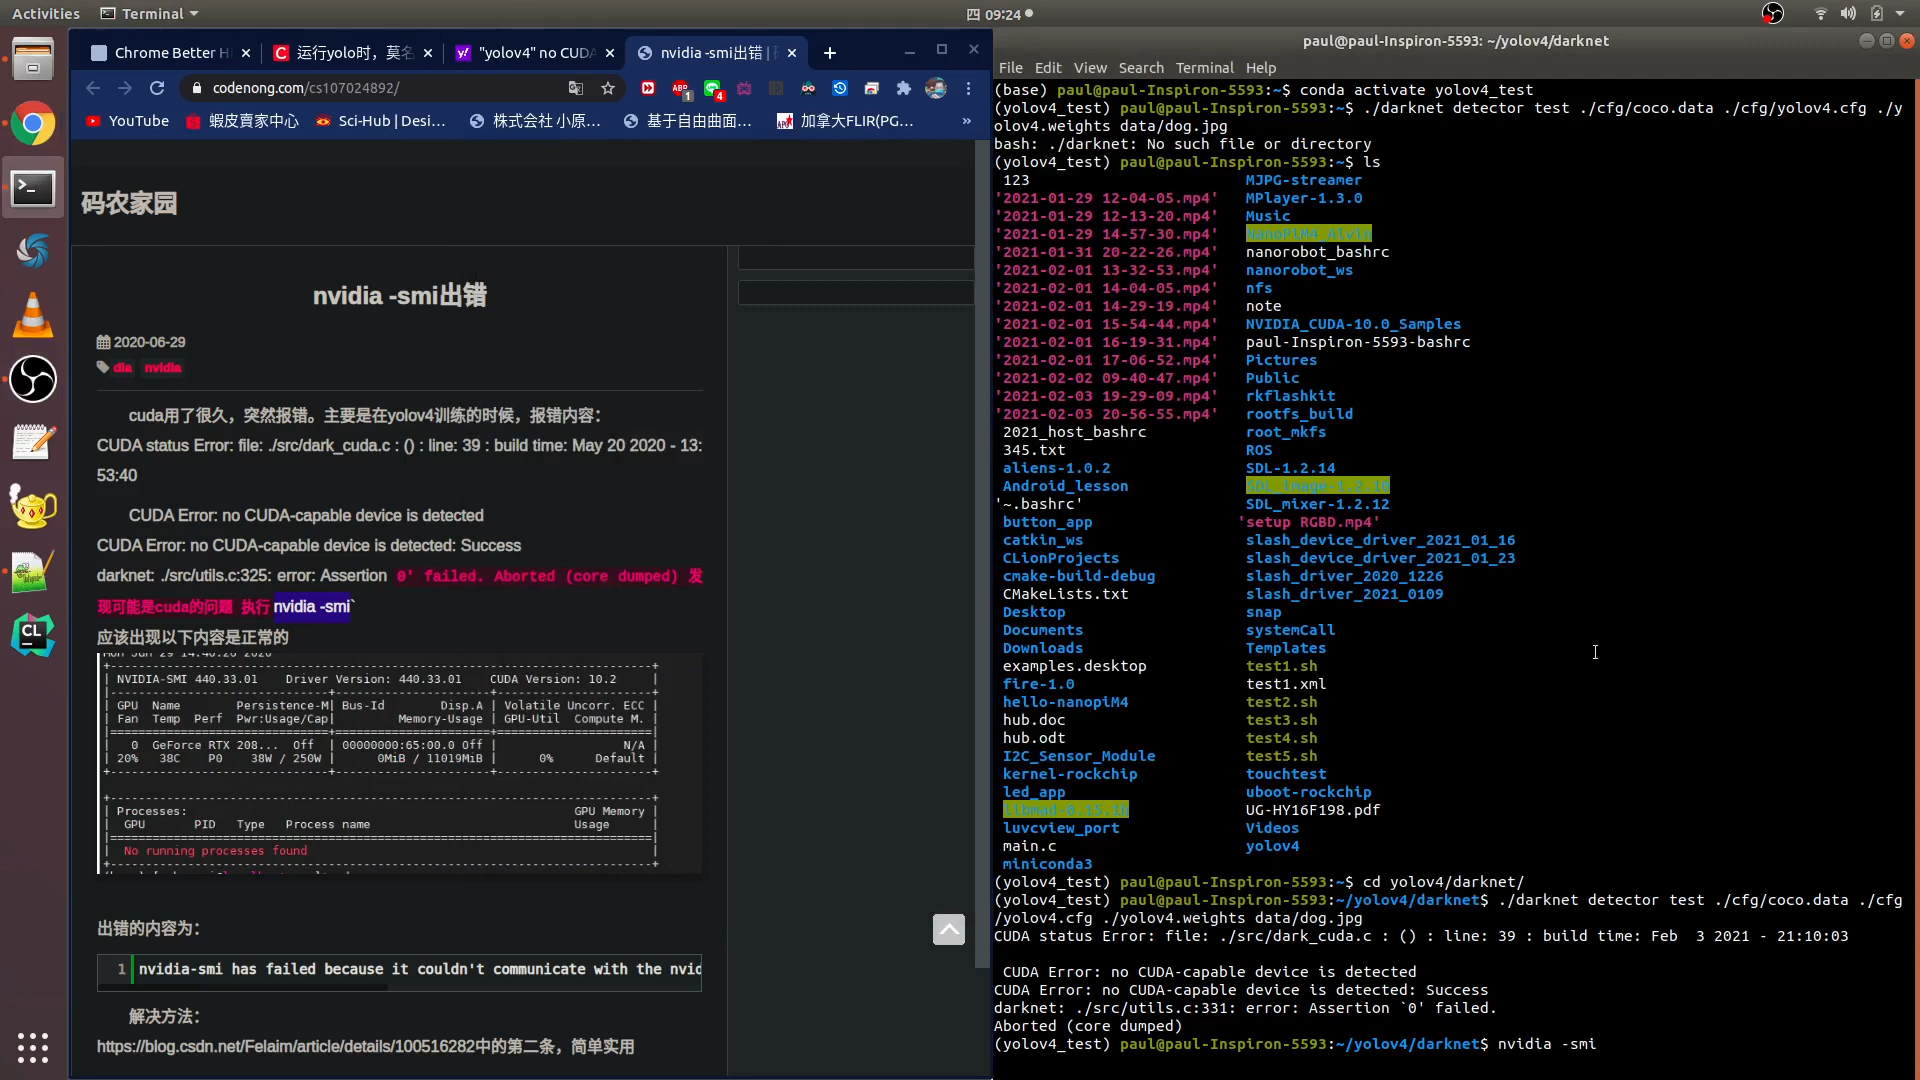 Activities
Terminal
四 09:24
Chrome Better H
运行yolo时，莫名
"yolov4" no CUDA
nvidia -smi出错 |
codenong.com/cs107024892/
YouTube
蝦皮賣家中心
Sci-Hub | Desi...
株式会社 小原...
基于自由曲面...
加拿大FLIR(PG...
»
码农家园
nvidia -smi出错
2020-06-29
dia nvidia
cuda用了很久，突然报错。主要是在yolov4训练的时候，报错内容：
CUDA status Error: file: ./src/dark_cuda.c : () : line: 39 : build time: May 20 2020 - 13:
53:40
CUDA Error: no CUDA-capable device is detected
CUDA Error: no CUDA-capable device is detected: Success
darknet: ./src/utils.c:325: error: Assertion 0' failed. Aborted (core dumped) 发
现可能是cuda的问题 执行 nvidia -smi`
应该出现以下内容是正常的
Mon Jun 29 14:40:26 2020
NVIDIA-SMI 440.33.01 Driver Version: 440.33.01 CUDA Version: 10.2
GPU Name Persistence-M| Bus-Id Disp.A | Volatile Uncorr. ECC
Fan Temp Perf Pwr:Usage/Cap| Memory-Usage | GPU-Util Compute M.
0 GeForce RTX 208... Off | 00000000:65:00.0 Off | N/A
20% 38C P0 38W / 250W | 0MiB / 11019MiB | 0% Default
Processes: GPU Memory
GPU PID Type Process name Usage
No running processes found
出错的内容为：
1 nvidia-smi has failed because it couldn't communicate with the nvid
解决方法：
https://blog.csdn.net/Felaim/article/details/100516282中的第二条，简单实用
paul@paul-Inspiron-5593: ~/yolov4/darknet
File Edit View Search Terminal Help
(base) paul@paul-Inspiron-5593:~$ conda activate yolov4_test
(yolov4_test) paul@paul-Inspiron-5593:~$ ./darknet detector test ./cfg/coco.data ./cfg/yolov4.cfg ./y
olov4.weights data/dog.jpg
bash: ./darknet: No such file or directory
(yolov4_test) paul@paul-Inspiron-5593:~$ ls
123 MJPG-streamer
'2021-01-29 12-04-05.mp4' MPlayer-1.3.0
'2021-01-29 12-13-20.mp4' Music
'2021-01-29 14-57-30.mp4' NanoPiM4_Alvin
'2021-01-31 20-22-26.mp4' nanorobot_bashrc
'2021-02-01 13-32-53.mp4' nanorobot_ws
'2021-02-01 14-04-05.mp4' nfs
'2021-02-01 14-29-19.mp4' note
'2021-02-01 15-54-44.mp4' NVIDIA_CUDA-10.0_Samples
'2021-02-01 16-19-31.mp4' paul-Inspiron-5593-bashrc
'2021-02-01 17-06-52.mp4' Pictures
'2021-02-02 09-40-47.mp4' Public
'2021-02-03 19-29-09.mp4' rkflashkit
'2021-02-03 20-56-55.mp4' rootfs_build
2021_host_bashrc root_mkfs
345.txt ROS
aliens-1.0.2 SDL-1.2.14
Android_lesson SDL_image-1.2.10
'~.bashrc' SDL_mixer-1.2.12
button_app 'setup RGBD.mp4'
catkin_ws slash_device_driver_2021_01_16
CLionProjects slash_device_driver_2021_01_23
cmake-build-debug slash_driver_2020_1226
CMakeLists.txt slash_driver_2021_0109
Desktop snap
Documents systemCall
Downloads Templates
examples.desktop test1.sh
fire-1.0 test1.xml
hello-nanopiM4 test2.sh
hub.doc test3.sh
hub.odt test4.sh
I2C_Sensor_Module test5.sh
kernel-rockchip touchtest
led_app uboot-rockchip
libmad-0.15.1b UG-HY16F198.pdf
luvcview_port Videos
main.c yolov4
miniconda3
(yolov4_test) paul@paul-Inspiron-5593:~$ cd yolov4/darknet/
(yolov4_test) paul@paul-Inspiron-5593:~/yolov4/darknet$ ./darknet detector test ./cfg/coco.data ./cfg
/yolov4.cfg ./yolov4.weights data/dog.jpg
CUDA status Error: file: ./src/dark_cuda.c : () : line: 39 : build time: Feb  3 2021 - 21:10:03
CUDA Error: no CUDA-capable device is detected
CUDA Error: no CUDA-capable device is detected: Success
darknet: ./src/utils.c:331: error: Assertion `0' failed.
Aborted (core dumped)
(yolov4_test) paul@paul-Inspiron-5593:~/yolov4/darknet$ nvidia -smi